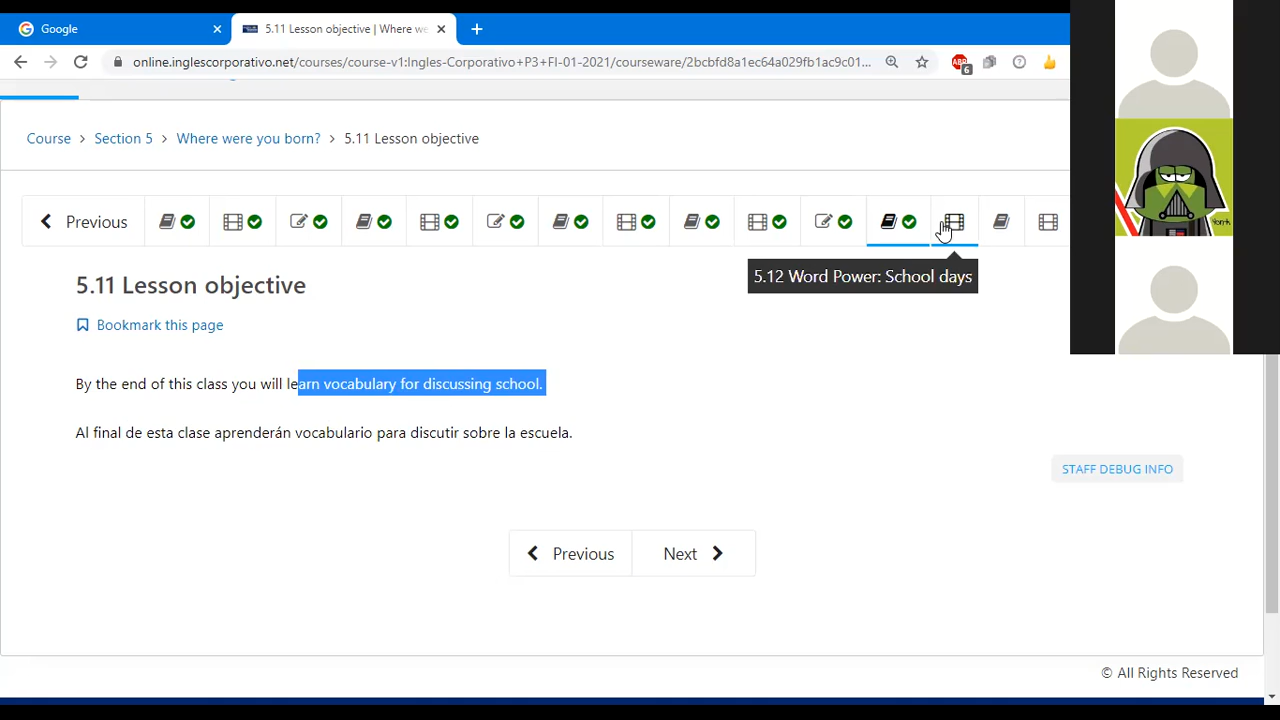 Google
5.11 Lesson objective | Where we
online.inglescorporativo.net/courses/course-v1:Ingles-Corporativo+P3+FI-01-2021/courseware/2bcbfd8a1ec64a029fb1ac9c01...
ABP
6
Course > Section 5 > Where were you born? > 5.11 Lesson objective
Previous
5.12 Word Power: School days
5.11 Lesson objective
Bookmark this page
By the end of this class you will learn vocabulary for discussing school.
Al final de esta clase aprenderán vocabulario para discutir sobre la escuela.
STAFF DEBUG INFO
Previous
Next
© All Rights Reserved